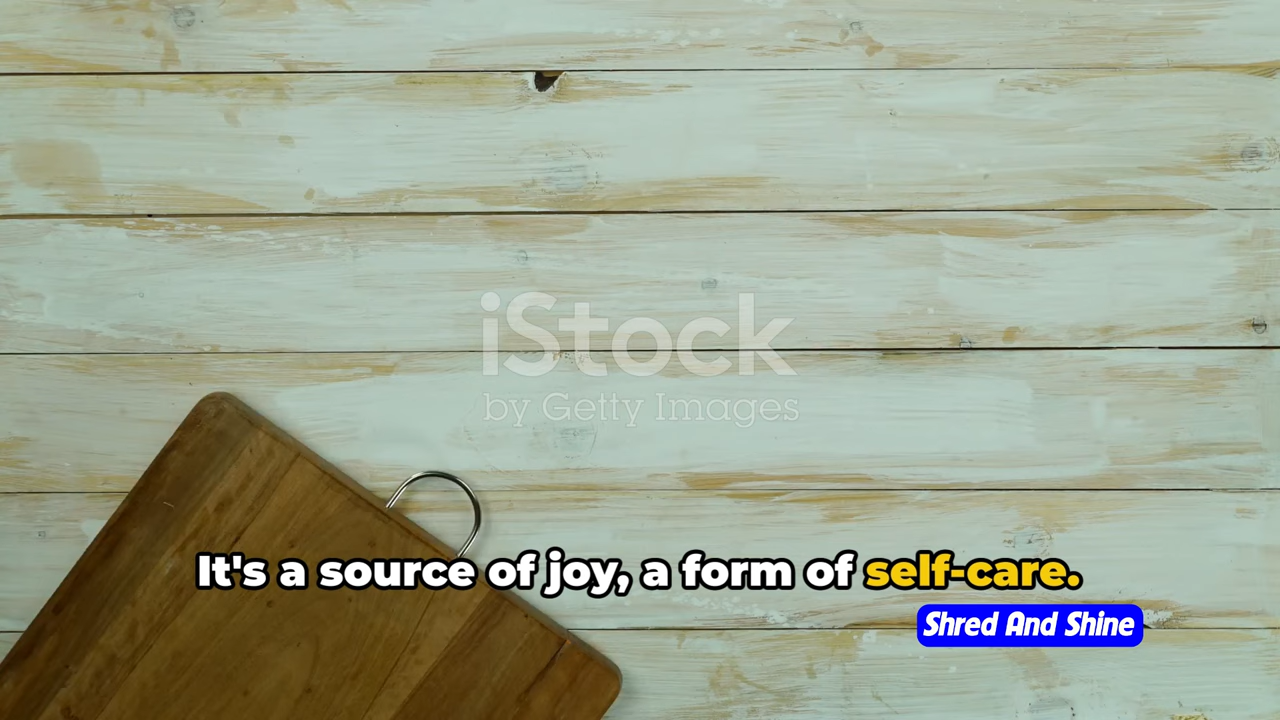 iStock
by Getty Images
It's a source of joy, a form of self-care.
Shred And Shine